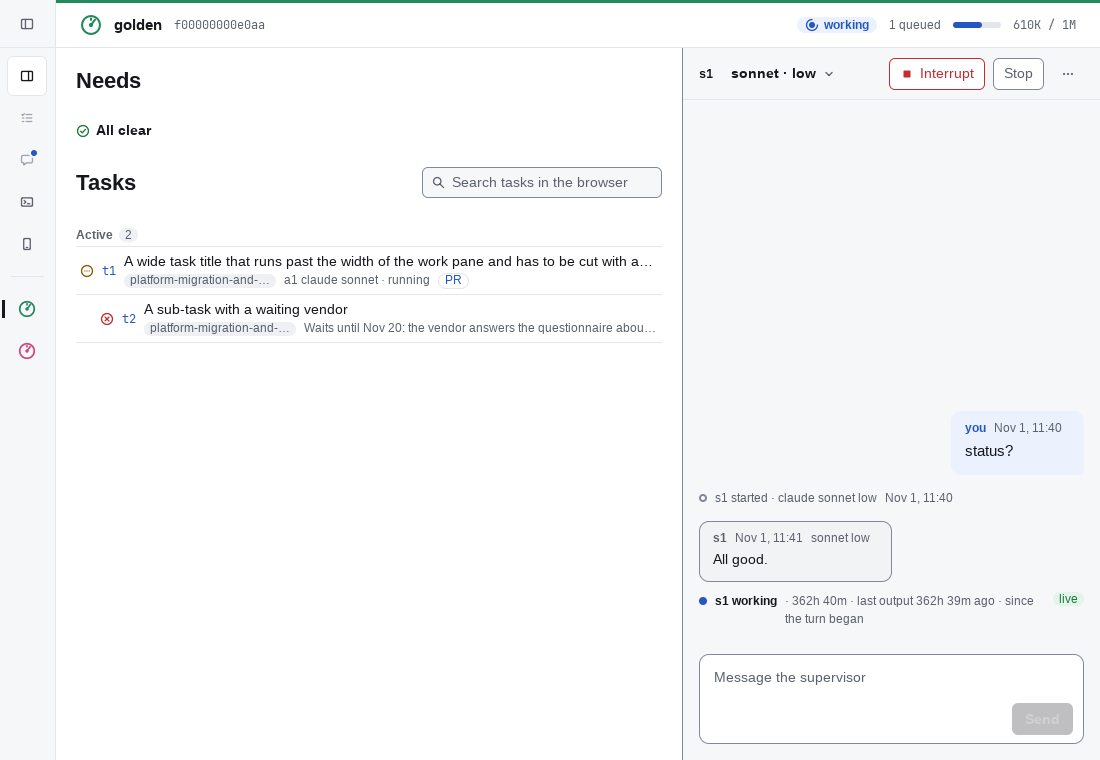 golden f00000000e0aa
working 1 queued 610K / 1M
Needs
All clear
Tasks
Search tasks in the browser
Active 2
t1 A wide task title that runs past the width of the work pane and has to be cut with a…
platform-migration-and-… a1 claude sonnet · running PR
t2 A sub-task with a waiting vendor
platform-migration-and-… Waits until Nov 20: the vendor answers the questionnaire abou…
s1 sonnet · low Interrupt Stop ···
you Nov 1, 11:40
status?
s1 started · claude sonnet low Nov 1, 11:40
s1 Nov 1, 11:41 sonnet low
All good.
s1 working · 362h 40m · last output 362h 39m ago · since live
the turn began
Message the supervisor
Send